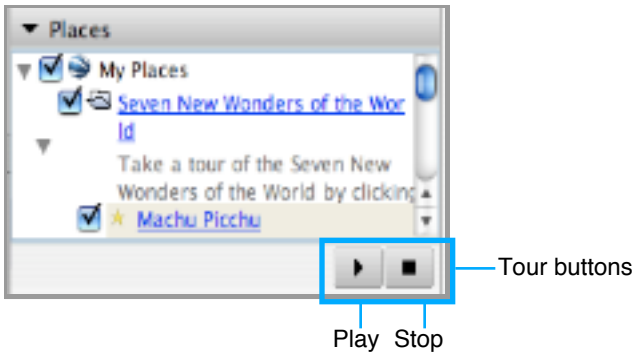 Places
My Places
Seven New Wonders of the Wor
ld
Take a tour of the Seven New
Wonders of the World by clicking
Machu Picchu
Tour buttons
Play Stop